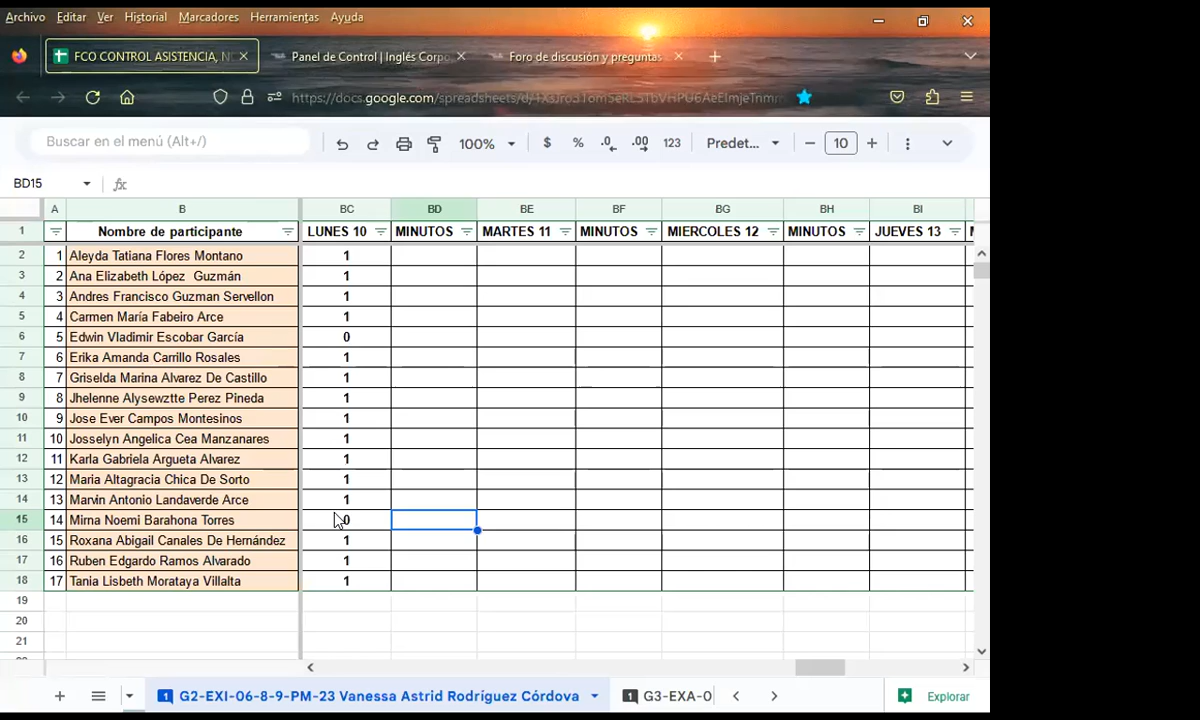 Archivo Editar Ver Historial Marcadores Herramientas Ayuda
FCO CONTROL ASISTENCIA, NO Panel de Control | Inglés Corpo Foro de discusión y preguntas
Buscar en el menú (Alt+/) 100% $ % .0 .00 123 Predet... 10
BD15 fx
A B BC BD BE BF BG BH BI
1 Nombre de participante LUNES 10 MINUTOS MARTES 11 MINUTOS MIERCOLES 12 MINUTOS JUEVES 13
2 1 Aleyda Tatiana Flores Montano 1
3 2 Ana Elizabeth López Guzmán 1
4 3 Andres Francisco Guzman Servellon 1
5 4 Carmen María Fabeiro Arce 1
6 5 Edwin Vladimir Escobar García 0
7 6 Erika Amanda Carrillo Rosales 1
8 7 Griselda Marina Alvarez De Castillo 1
9 8 Jhelenne Alysewztte Perez Pineda 1
10 9 Jose Ever Campos Montesinos 1
11 10 Josselyn Angelica Cea Manzanares 1
12 11 Karla Gabriela Argueta Alvarez 1
13 12 Maria Altagracia Chica De Sorto 1
14 13 Marvin Antonio Landaverde Arce 1
15 14 Mirna Noemi Barahona Torres 0
16 15 Roxana Abigail Canales De Hernández 1
17 16 Ruben Edgardo Ramos Alvarado 1
18 17 Tania Lisbeth Morataya Villalta 1
19
20
21
1 G2-EXI-06-8-9-PM-23 Vanessa Astrid Rodríguez Córdova 1 G3-EXA-0 Explorar